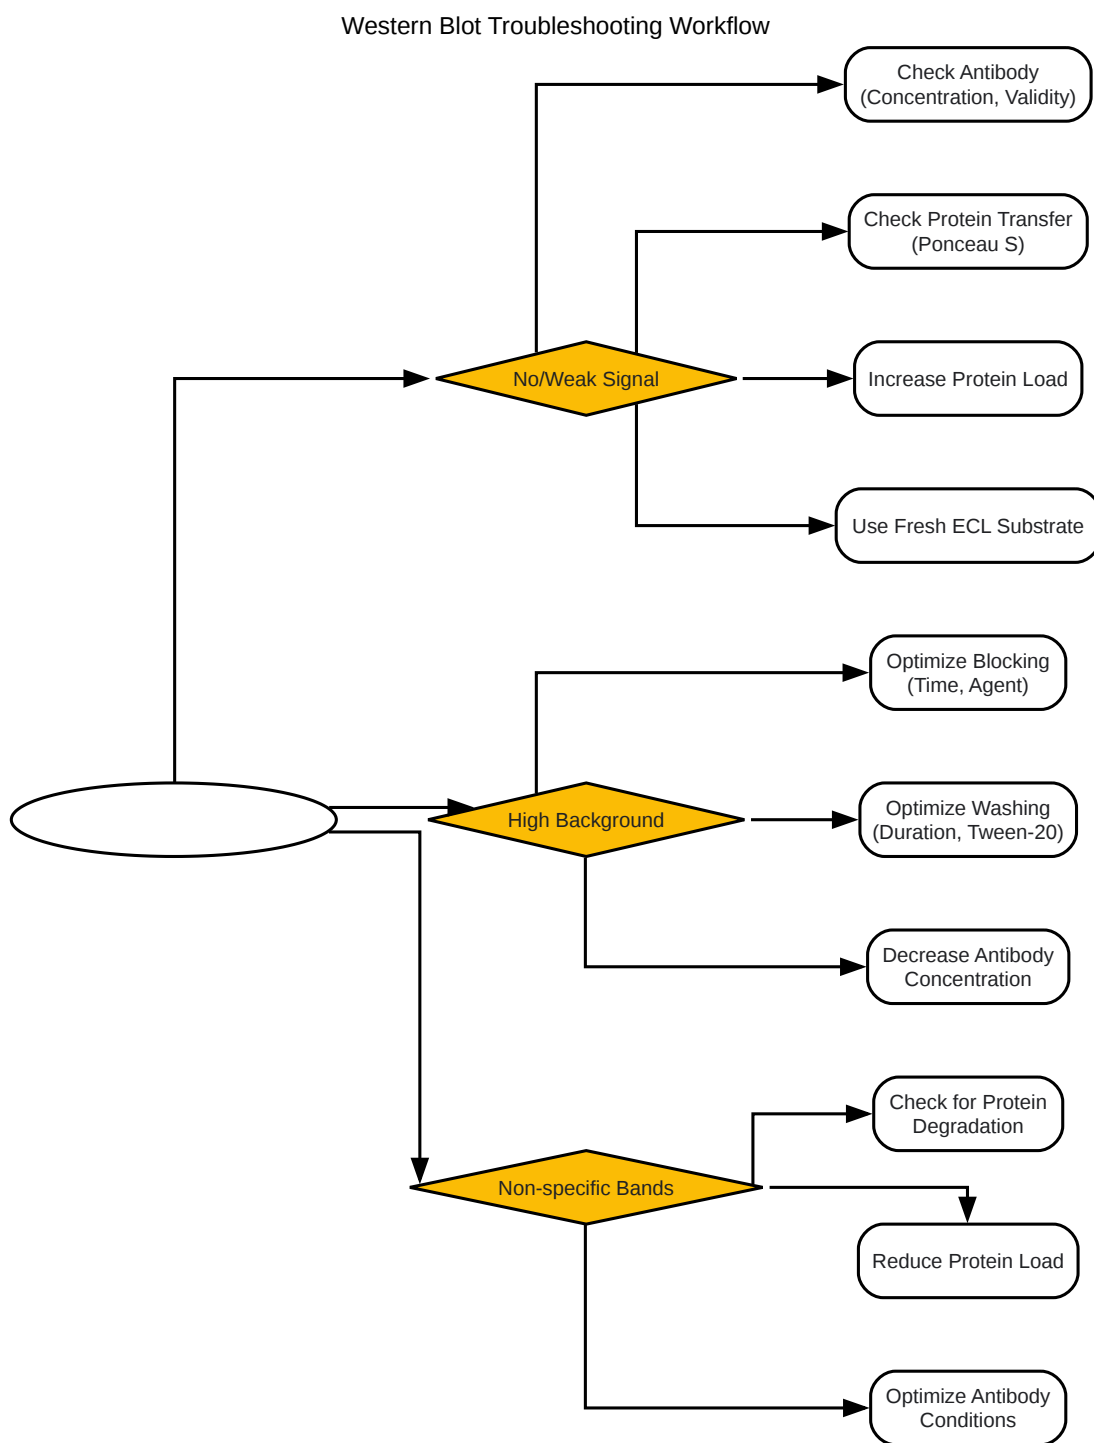 Western Blot Troubleshooting Workflow
Check Antibody
(Concentration, Validity)
Check Protein Transfer
(Ponceau S)
No/Weak Signal
Increase Protein Load
Use Fresh ECL Substrate
Optimize Blocking
(Time, Agent)
High Background
Optimize Washing
(Duration, Tween-20)
Decrease Antibody
Concentration
Check for Protein
Degradation
Non-specific Bands
Reduce Protein Load
Optimize Antibody
Conditions